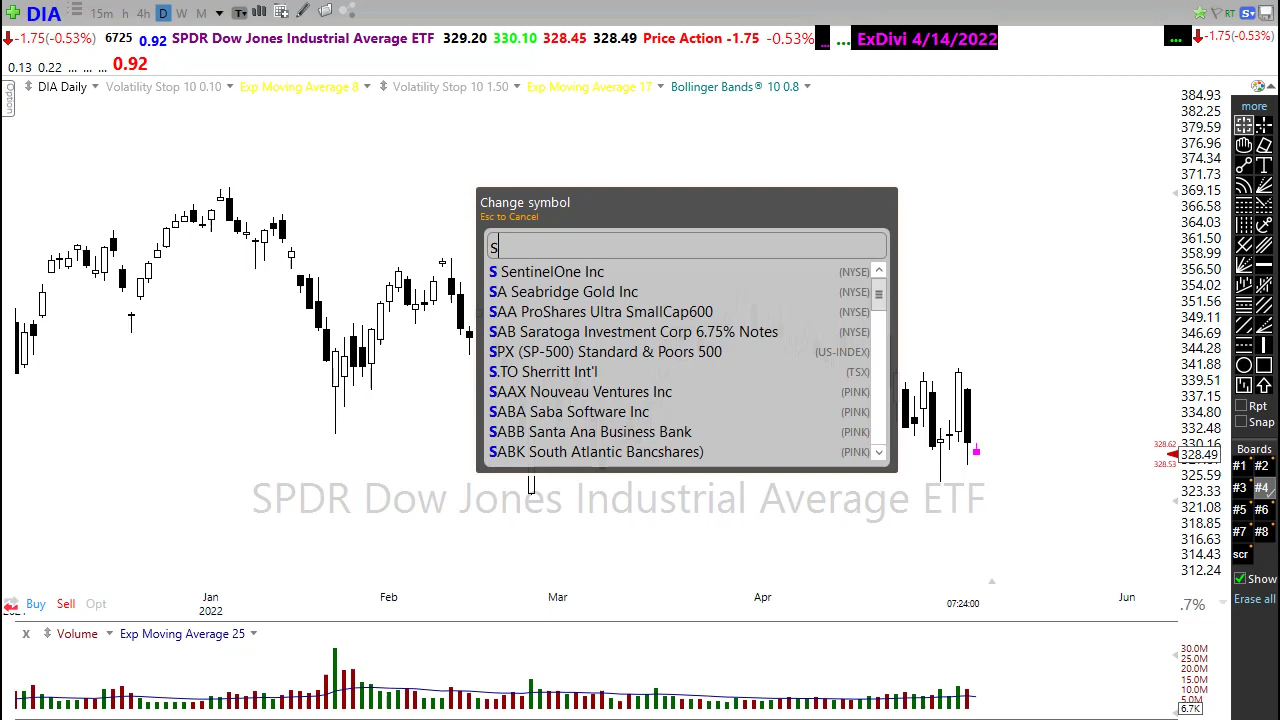 DIA 15m h 4h D W M T RT S
-1.75(-0.53%) 6725 0.92 SPDR Dow Jones Industrial Average ETF 329.20 330.10 328.45 328.49 Price Action -1.75 -0.53% ... ... ExDivi 4/14/2022 ... -1.75(-0.53%)
0.13 0.22 ... ... ... 0.92
Option
DIA Daily Volatility Stop 10 0.10 Exp Moving Average 8 Volatility Stop 10 1.50 Exp Moving Average 17 Bollinger Bands® 10 0.8
384.93
382.25
379.59
376.96
374.34
371.73
369.15
366.58
364.03
361.50
358.99
356.50
354.02
351.56
349.11
346.69
344.28
341.88
339.51
337.15
334.80
332.48
330.16
328.62
328.49
328.53
325.59
323.33
321.08
318.85
316.63
314.43
312.24
Change symbol
Esc to Cancel
s
S SentinelOne Inc (NYSE)
SA Seabridge Gold Inc (NYSE)
SAA ProShares Ultra SmallCap600 (NYSE)
SAB Saratoga Investment Corp 6.75% Notes (NYSE)
SPX (SP-500) Standard & Poors 500 (US-INDEX)
S.TO Sherritt Int'l (TSX)
SAAX Nouveau Ventures Inc (PINK)
SABA Saba Software Inc (PINK)
SABB Santa Ana Business Bank (PINK)
SABK South Atlantic Bancshares) (PINK)
SPDR Dow Jones Industrial Average ETF
more
T
Rpt
Snap
Boards
#1 #2
#3 #4
#5 #6
#7 #8
scr
Show
Erase all
Buy Sell Opt
Jan Feb Mar Apr Jun
2022
07:24:00
.7%
x Volume Exp Moving Average 25
30.0M
25.0M
20.0M
15.0M
10.0M
5.0M
6.7K